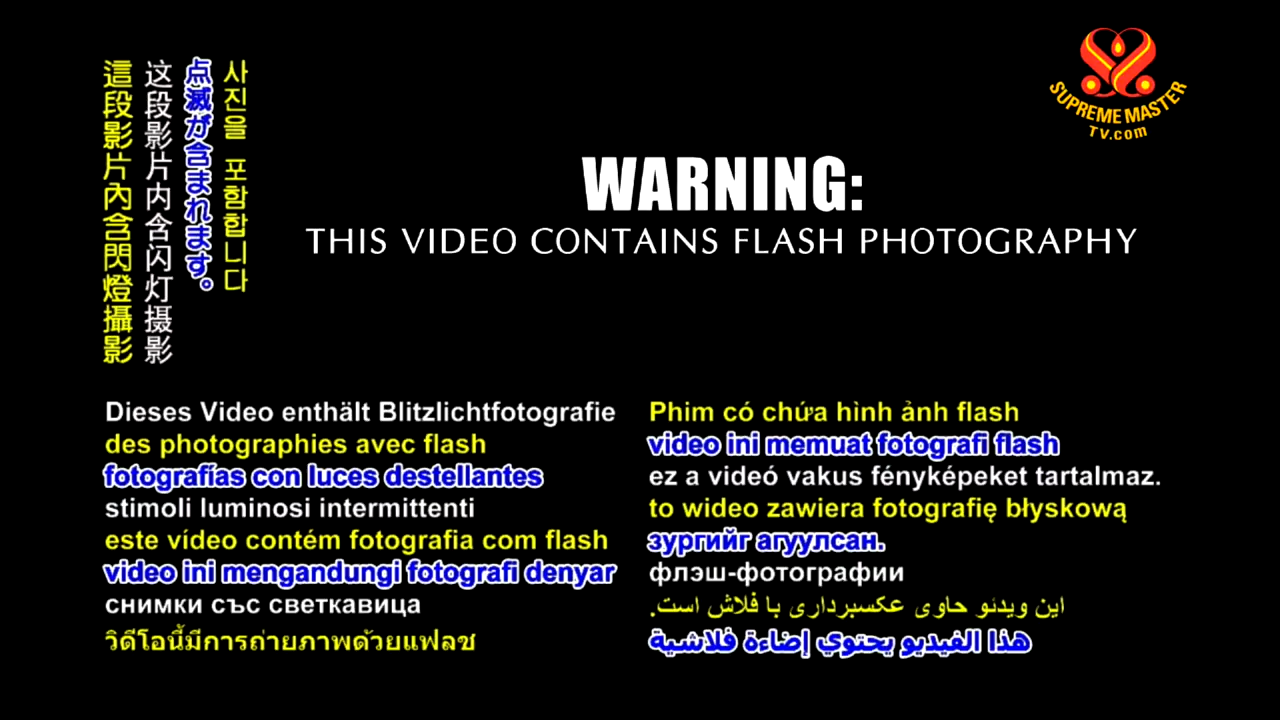 這段影片內含閃燈攝影
这段影片内含闪灯摄影
点滅が含まれます。
사진을 포함합니다
SUPREME MASTER
TV.com
WARNING:
THIS VIDEO CONTAINS FLASH PHOTOGRAPHY
Dieses Video enthält Blitzlichtfotografie
des photographies avec flash
fotografías con luces destellantes
stimoli luminosi intermittenti
este vídeo contém fotografia com flash
video ini mengandungi fotografi denyar
снимки със светкавица
วิดีโอนี้มีการถ่ายภาพด้วยแฟลช
Phim có chứa hình ảnh flash
video ini memuat fotografi flash
ez a videó vakus fényképeket tartalmaz.
to wideo zawiera fotografię błyskową
зургийг агуулсан.
флэш-фотографии
این ویدئو حاوی عکسبرداری با فلاش است.
هذا الفيديو يحتوي إضاءة فلاشية